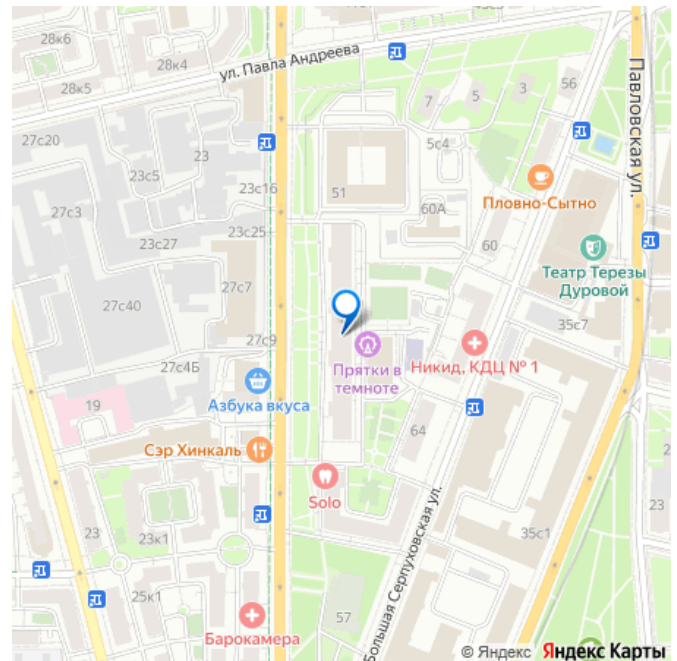 28к6
28к4
ул. Павла Андреева
28к5
56
3
5
7
Павловская ул.
27с20
23
5с4
23с5
23с16
51
Пловно-Сытно
27с3
60А
23с25
23с27
60
Театр Терезы
Дуровой
27с7
27с40
35с7
27с9
Прятки в
темноте
Никид, КДЦ № 1
27с4Б
Азбука вкуса
19
64
Сэр Хинкаль
Solo
23
23к1
35с1
23
Большая Серпуховская ул.
25к1
57
Барокамера
© Яндекс Яндекс Карты